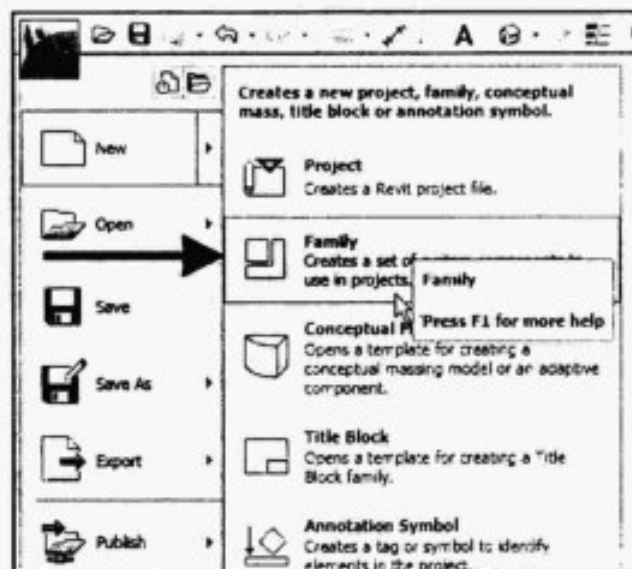 A
Creates a new project, family, conceptual
mass, title block or annotation symbol.
New
Project
Creates a Revit project file.
Open
Family
Creates a set of
use in projects.
Family
Press F1 for more help
Save
Conceptual
Opens a template for creating a
conceptual massing model or an adaptive
component.
Save As
Title Block
Opens a template for creating a Title
Block family.
Export
Annotation Symbol
Creates a tag or symbol to identify
elements in the project.
Publish